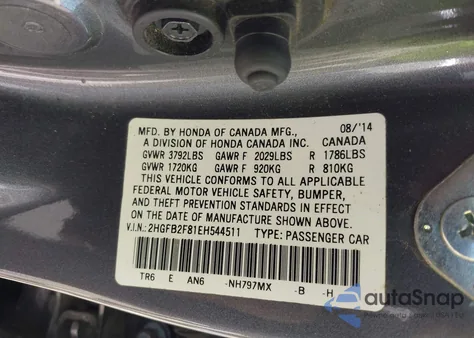 MFD. BY HONDA OF CANADA MFG., 08/'14
A DIVISION OF HONDA CANADA INC. CANADA
GVWR 3792LBS GAWR F 2029LBS R 1786LBS
GVWR 1720KG GAWR F 920KG R 810KG
THIS VEHICLE CONFORMS TO ALL APPLICABLE
FEDERAL MOTOR VEHICLE SAFETY, BUMPER,
AND THEFT PREVENTION STANDARDS IN EFFECT
ON THE DATE OF MANUFACTURE SHOWN ABOVE.
V.I.N.: 2HGFB2F81EH544511 TYPE: PASSENGER CAR
TR6 E AN6 -NH797MX -B -H
autoSnap